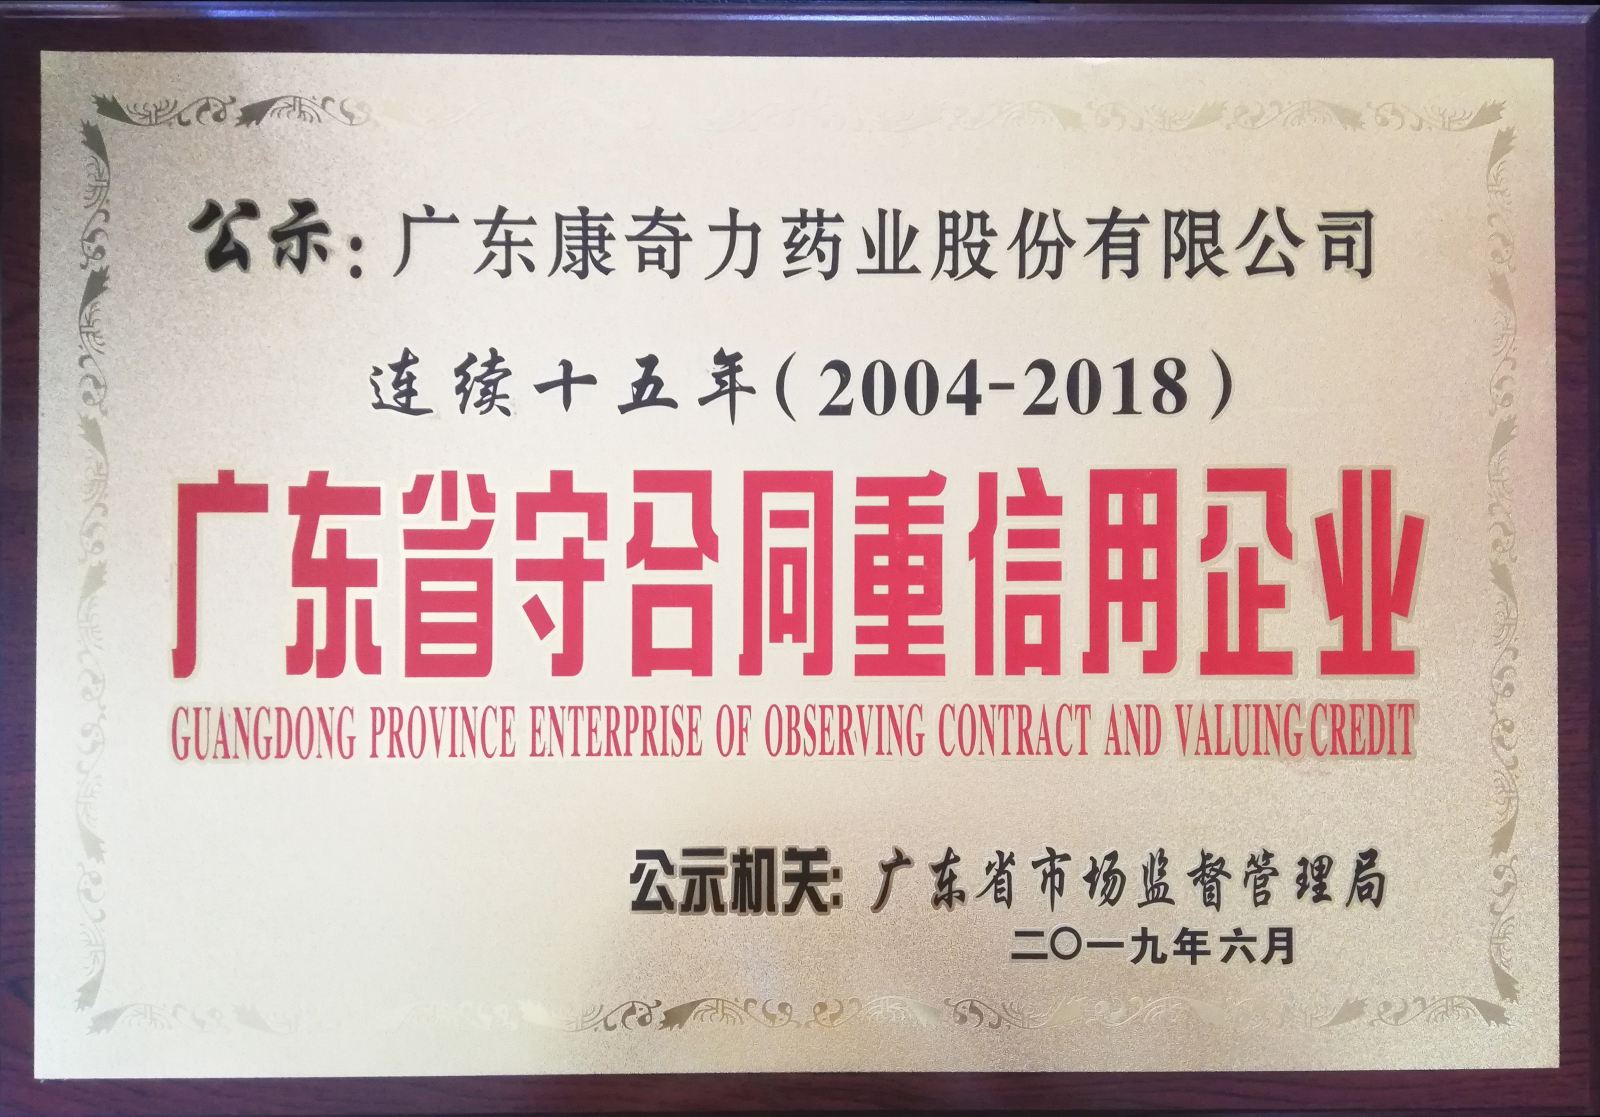 公示:广东康奇力药业股份有限公司
连续十五年(2004-2018)
广东省守合同重信用企业
GUANGDONG PROVINCE ENTERPRISE OF OBSERVING CONTRACT AND VALUING CREDIT
公示机关:广东省市场监督管理局
二〇一九年六月